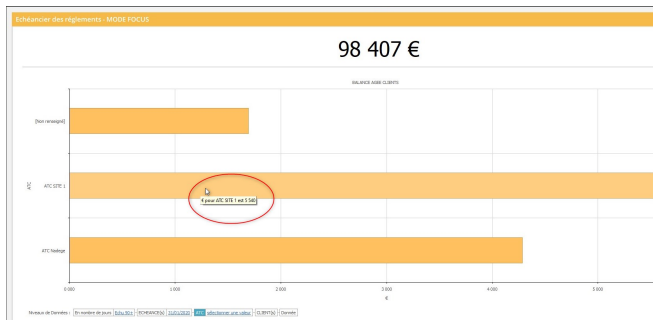 Echéancier des règlements - MODE FOCUS
98 407 €
BALANCE AGEE CLIENTS
[Non renseigné]
ATC
ATC SITE 1
€ pour ATC SITE 1 est 5 540
ATC Nadège
0.000
1 000
2 000
3 000
4 000
5 000
€
Niveaux de Données : En nombre de jours Echu 90+ - ECHEANCE(s) 31/01/2020 - ATC sélectionner une valeur - CLIENT(s) - Donnée